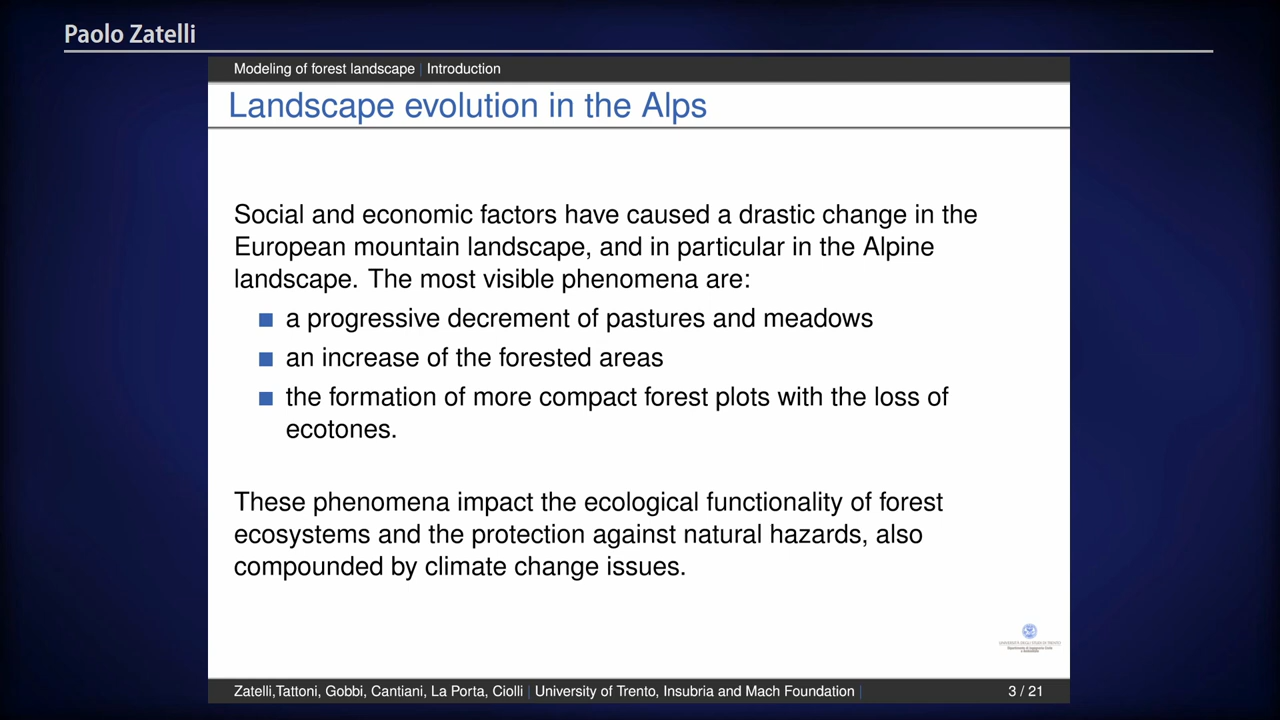 Paolo Zatelli
Modeling of forest landscape | Introduction
Landscape evolution in the Alps
Social and economic factors have caused a drastic change in the
European mountain landscape, and in particular in the Alpine
landscape. The most visible phenomena are:
a progressive decrement of pastures and meadows
an increase of the forested areas
the formation of more compact forest plots with the loss of
ecotones.
These phenomena impact the ecological functionality of forest
ecosystems and the protection against natural hazards, also
compounded by climate change issues.
Zatelli,Tattoni, Gobbi, Cantiani, La Porta, Ciolli | University of Trento, Insubria and Mach Foundation | 3 / 21